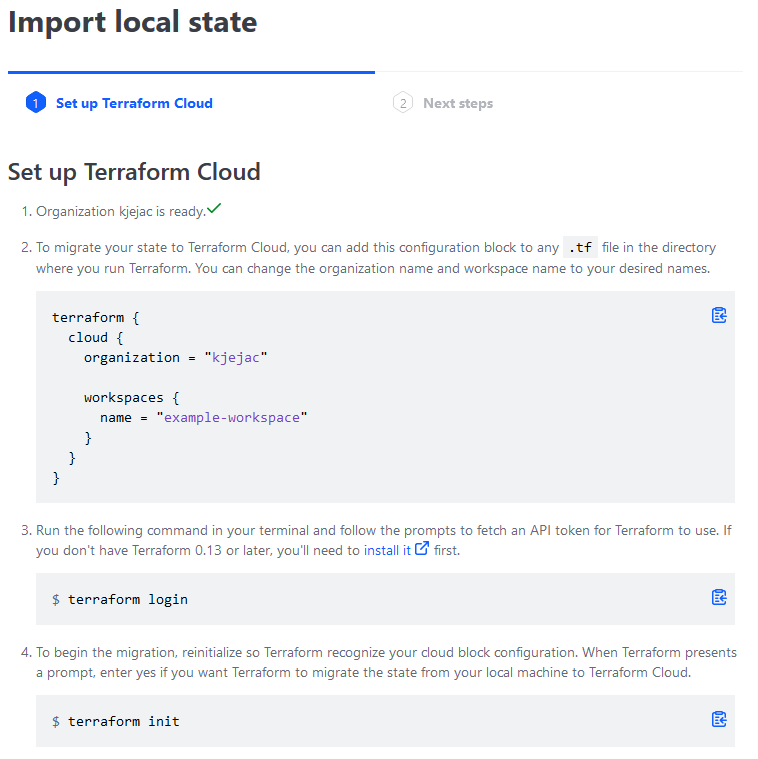 Import local state
1 Set up Terraform Cloud
2 Next steps
Set up Terraform Cloud
1. Organization kjejac is ready.
2. To migrate your state to Terraform Cloud, you can add this configuration block to any .tf file in the directory
where you run Terraform. You can change the organization name and workspace name to your desired names.
terraform {
  cloud {
    organization = "kjejac"

    workspaces {
      name = "example-workspace"
    }
  }
}
3. Run the following command in your terminal and follow the prompts to fetch an API token for Terraform to use. If
you don't have Terraform 0.13 or later, you'll need to install it first.
$ terraform login
4. To begin the migration, reinitialize so Terraform recognize your cloud block configuration. When Terraform presents
a prompt, enter yes if you want Terraform to migrate the state from your local machine to Terraform Cloud.
$ terraform init